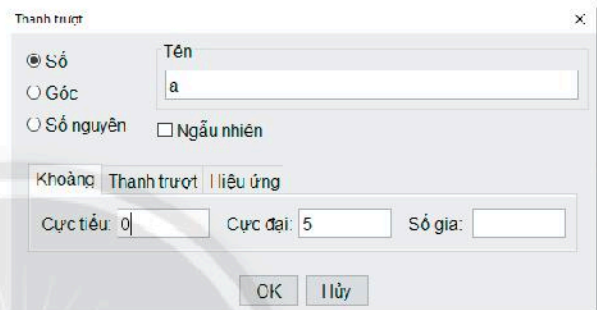 Thanh trượt
Số
Tên
a
Góc
Số nguyên
Ngẫu nhiên
Khoảng Thanh trượt Hiệu ứng
Cực tiểu: 0 Cực đại: 5 Số gia:
OK Hủy